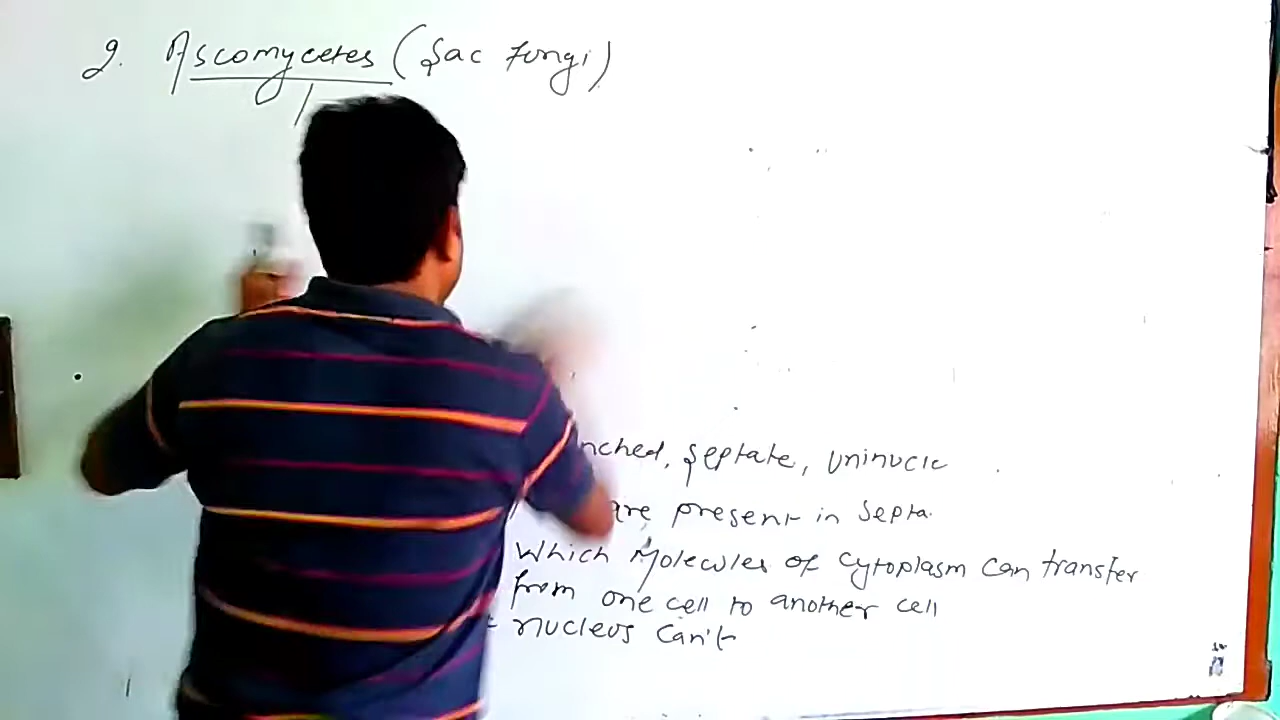 2. Ascomycetes (Sac Fungi)
nched, Septate, Uninucle
are present in Septa.
Which Molecules of Cytoplasm can transfer
from one cell to another cell
nucleus Can't